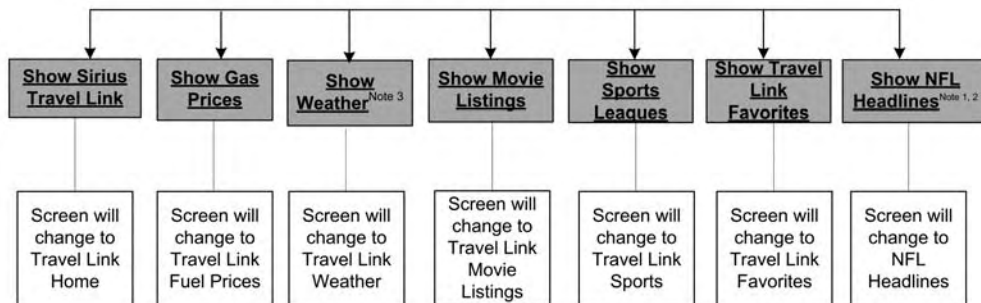 Show Sirius
Travel Link
Show Gas
Prices
Show
Weather Note 3
Show Movie
Listings
Show
Sports
Leagues
Show Travel
Link
Favorites
Show NFL
Headlines Note 1, 2
Screen will
change to
Travel Link
Home
Screen will
change to
Travel Link
Fuel Prices
Screen will
change to
Travel Link
Weather
Screen will
change to
Travel Link
Movie
Listings
Screen will
change to
Travel Link
Sports
Screen will
change to
Travel Link
Favorites
Screen will
change to
NFL
Headlines